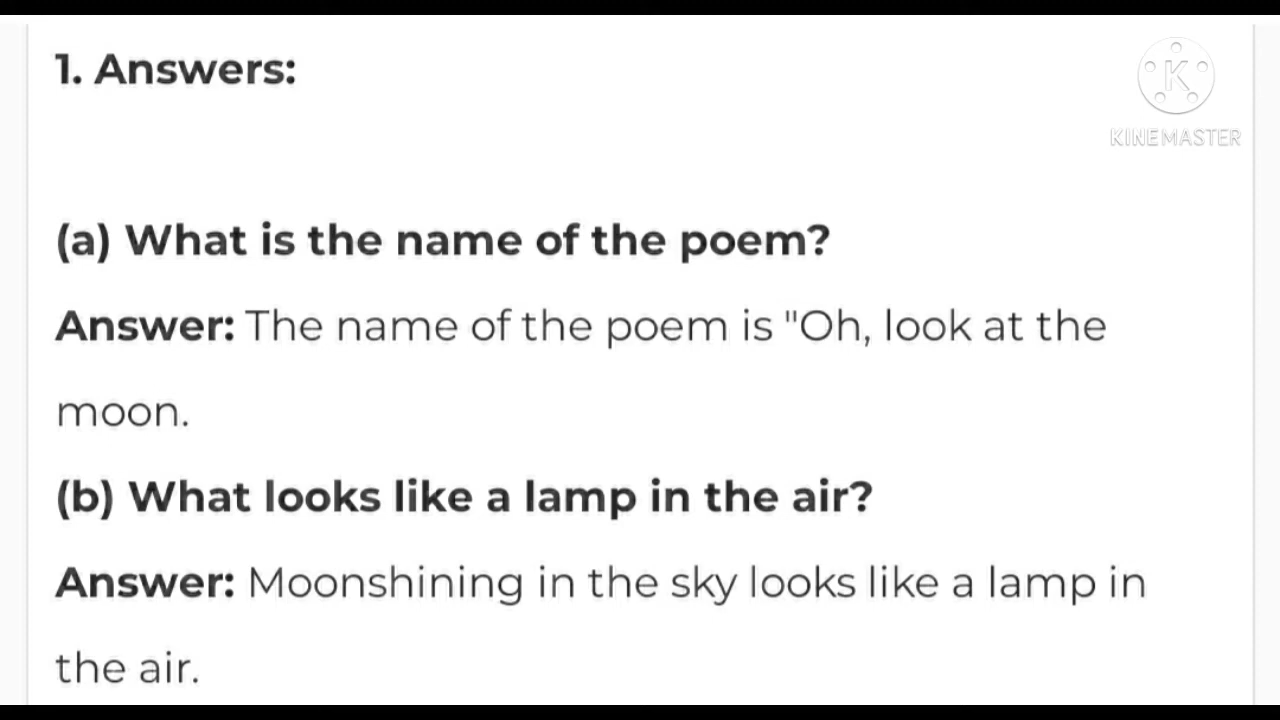 1. Answers:
KINEMASTER
(a) What is the name of the poem?
Answer: The name of the poem is "Oh, look at the
moon.
(b) What looks like a lamp in the air?
Answer: Moonshining in the sky looks like a lamp in
the air.